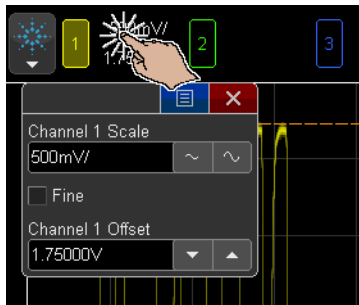 1
2
3
Channel 1 Scale
500mV/
Fine
Channel 1 Offset
1.75000V